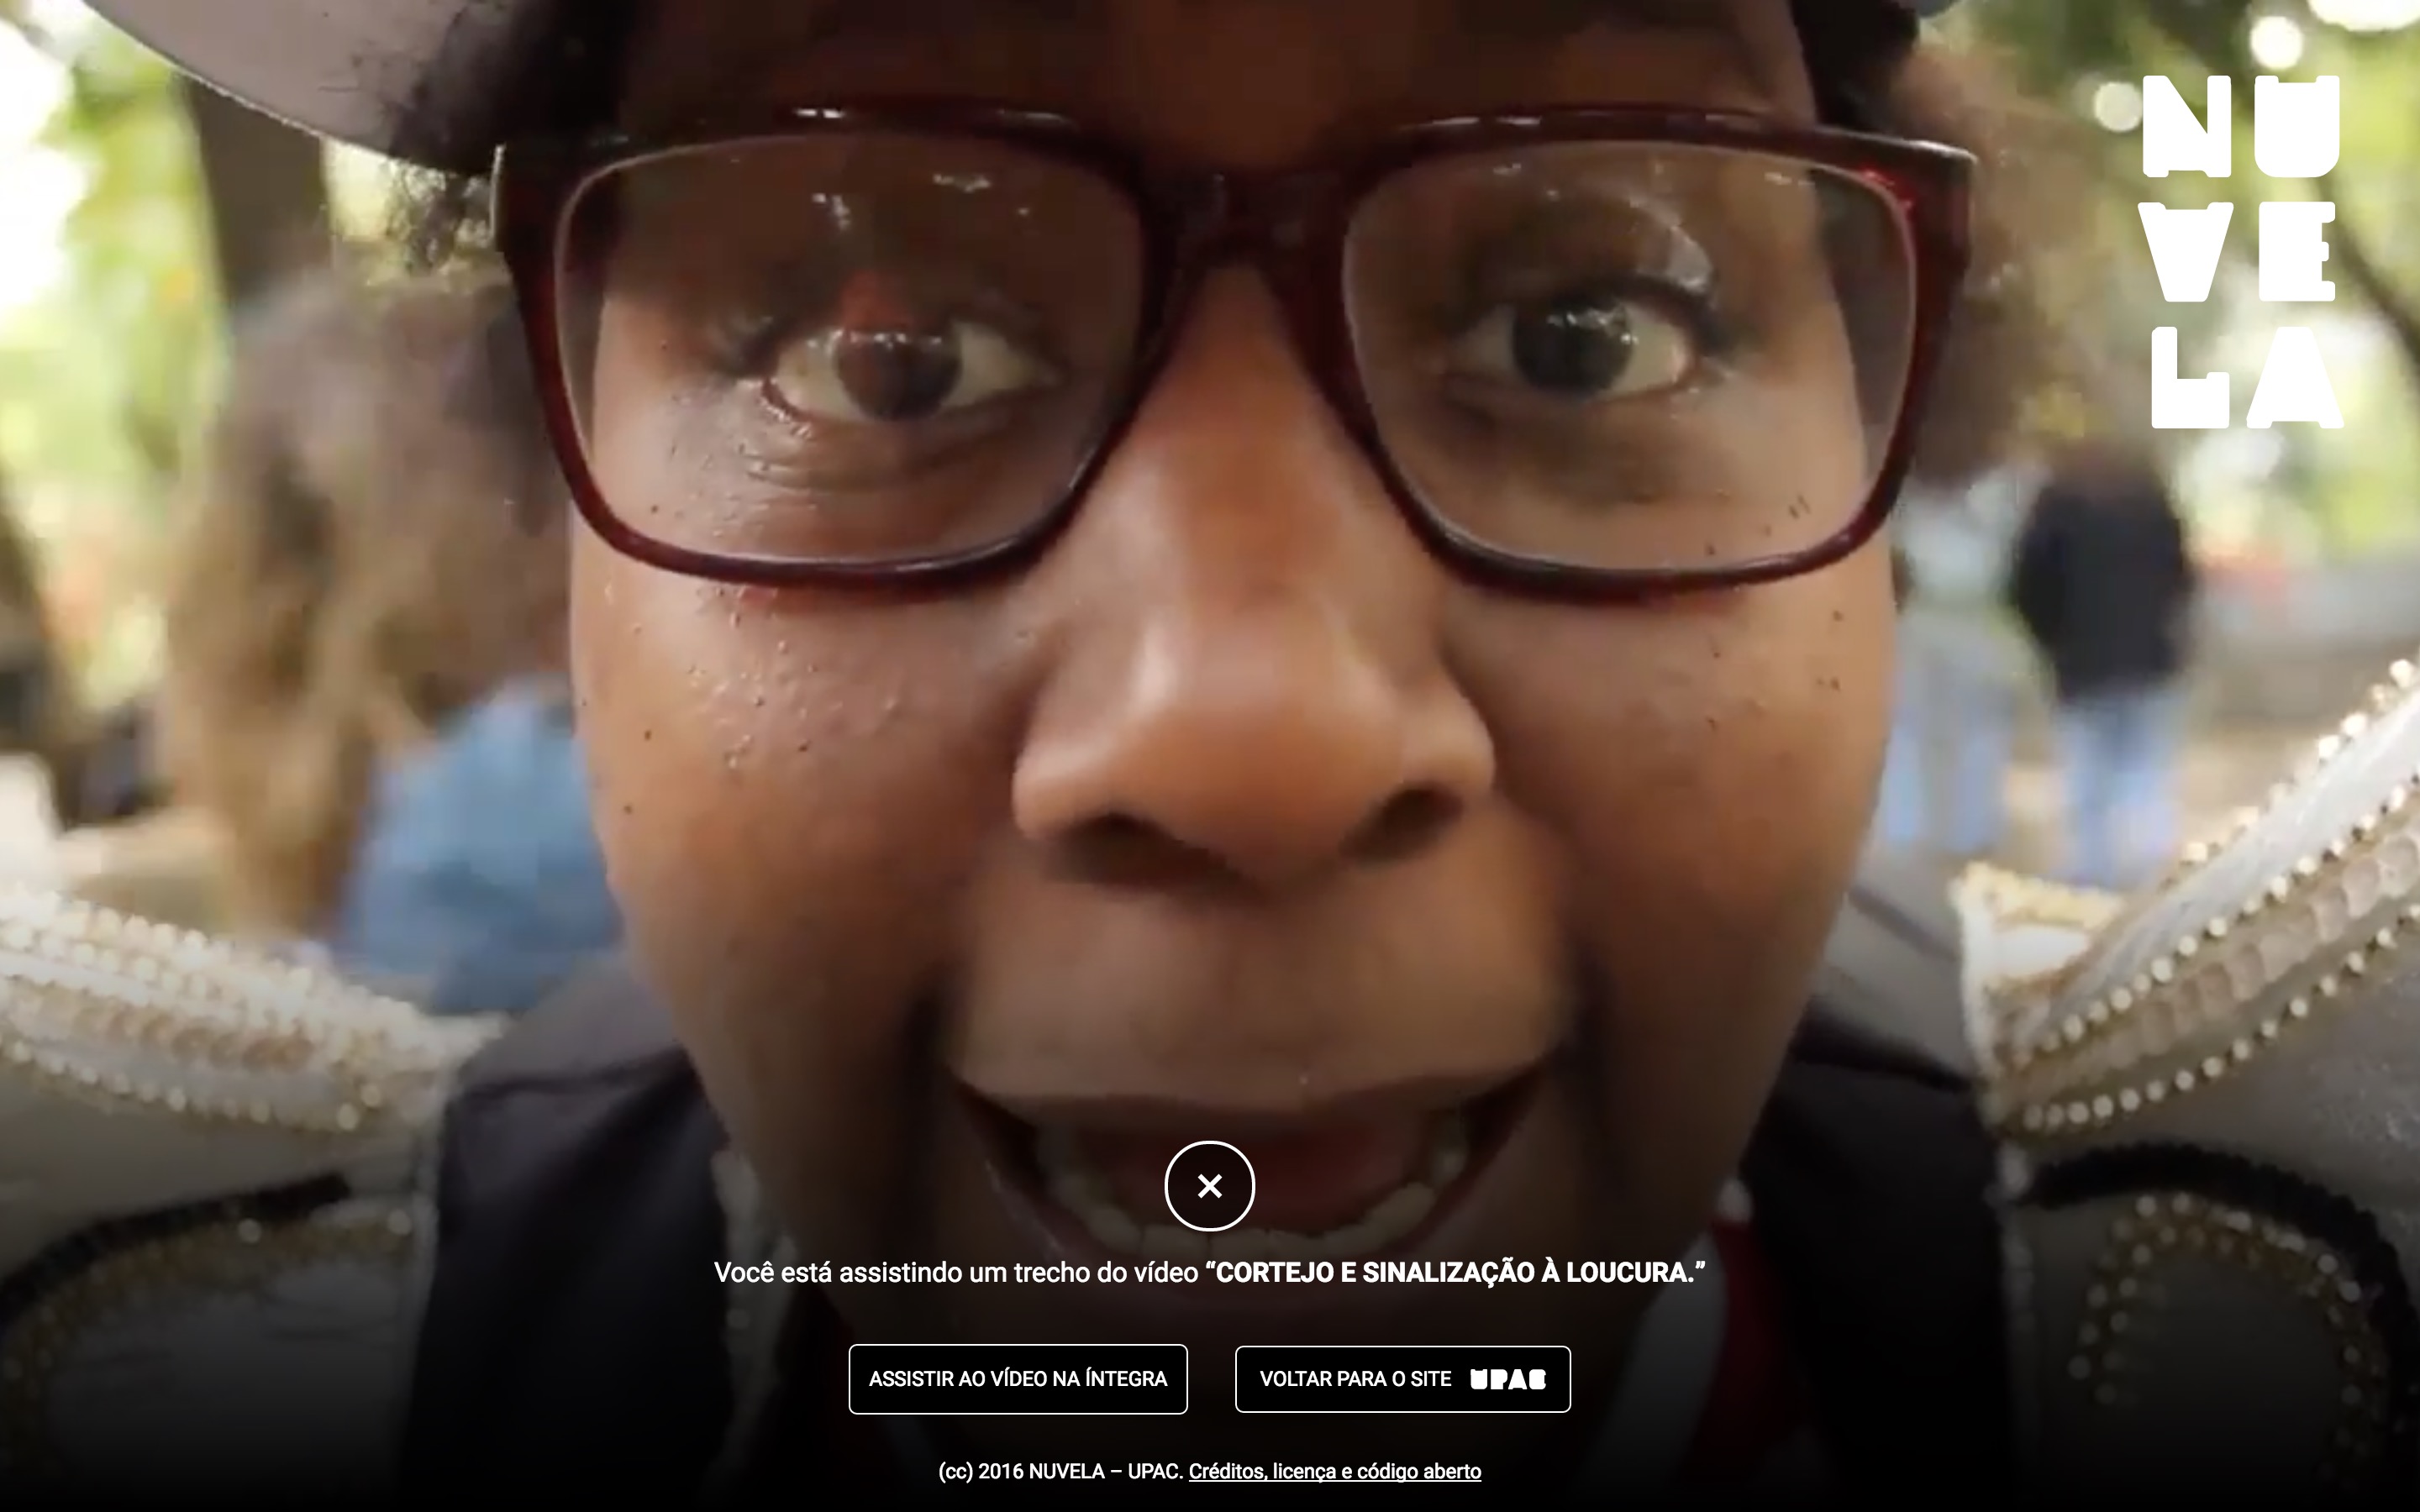 NU
VE
LA
Você está assistindo um trecho do vídeo “CORTEJO E SINALIZAÇÃO À LOUCURA.”
ASSISTIR AO VÍDEO NA ÍNTEGRA
VOLTAR PARA O SITE UPAC
(cc) 2016 NUVELA – UPAC. Créditos, licença e código aberto